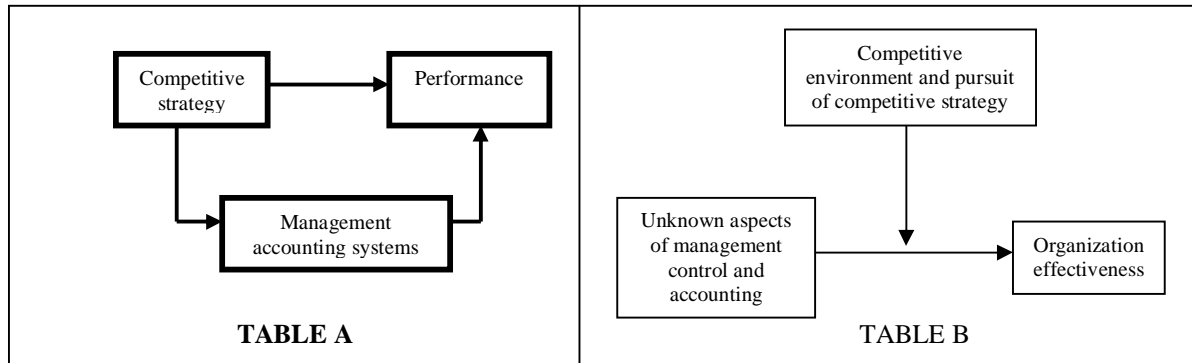 Competitive
strategy
Performance
Management
accounting systems
TABLE A
Competitive
environment and pursuit
of competitive strategy
Unknown aspects
of management
control and
accounting
Organization
effectiveness
TABLE B